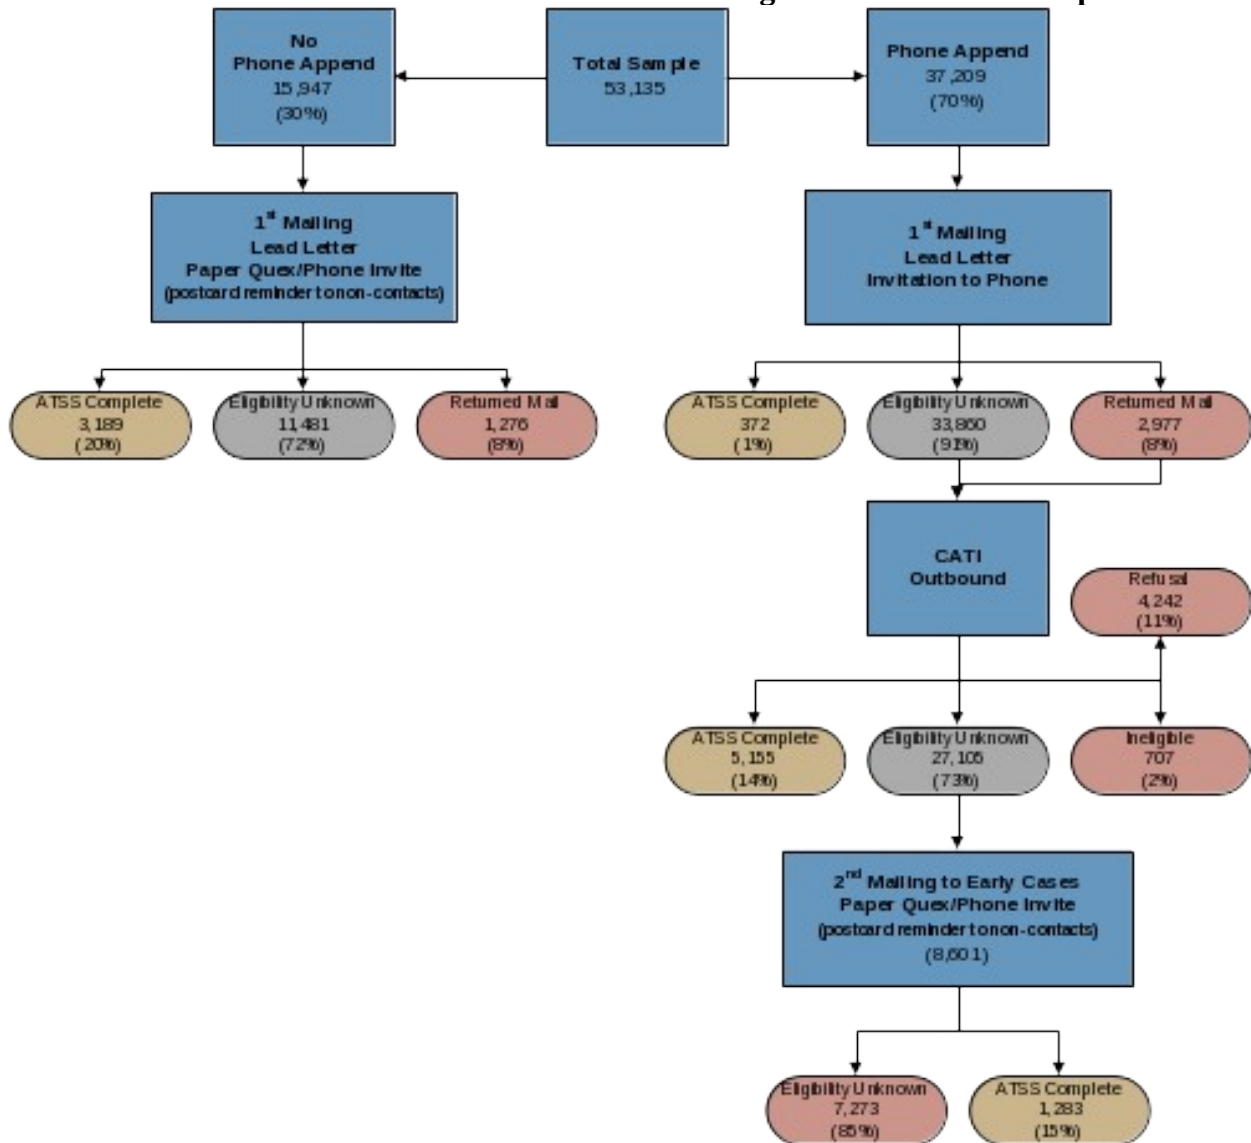 No
Phone Append
15,947
(30%)
Total Sample
53,135
Phone Append
37,209
(70%)
1st Mailing
Lead Letter
Paper Quex/Phone Invite
(postcard reminder to non-contacts)
1st Mailing
Lead Letter
Invitation to Phone
ATSS Complete
3,189
(20%)
Eligibility Unknown
11,481
(72%)
Returned Mail
1,276
(8%)
ATSS Complete
372
(1%)
Eligibility Unknown
33,860
(91%)
Returned Mail
2,977
(8%)
CATI
Outbound
Refusal
4,242
(11%)
ATSS Complete
5,155
(14%)
Eligibility Unknown
27,105
(73%)
Ineligible
707
(2%)
2nd Mailing to Early Cases
Paper Quex/Phone Invite
(postcard reminder to non-contacts)
(8,601)
Eligibility Unknown
7,273
(85%)
ATSS Complete
1,283
(15%)